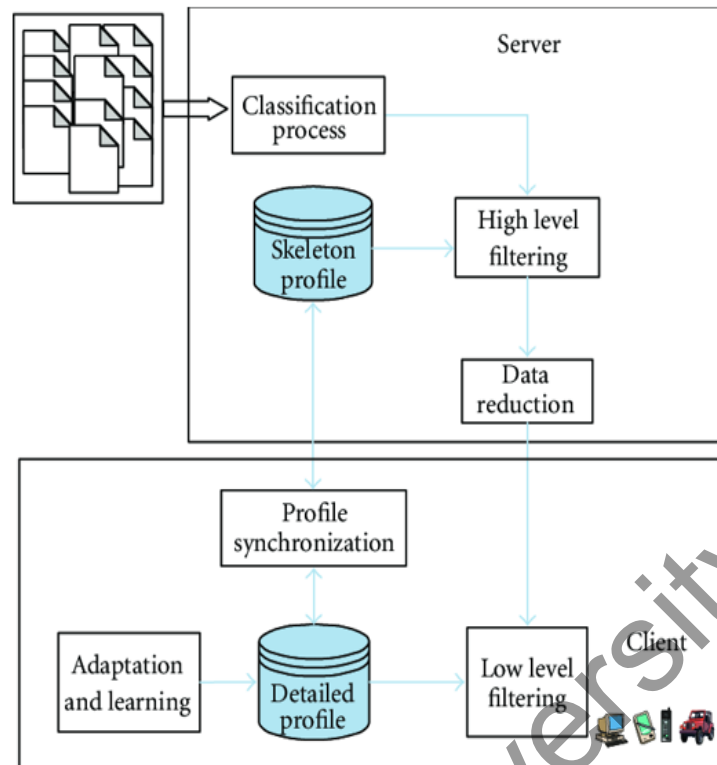 Server
Classification
process
Skeleton
profile
High level
filtering
Data
reduction
Profile
synchronization
Adaptation
and learning
Detailed
profile
Low level
filtering
Client
versity